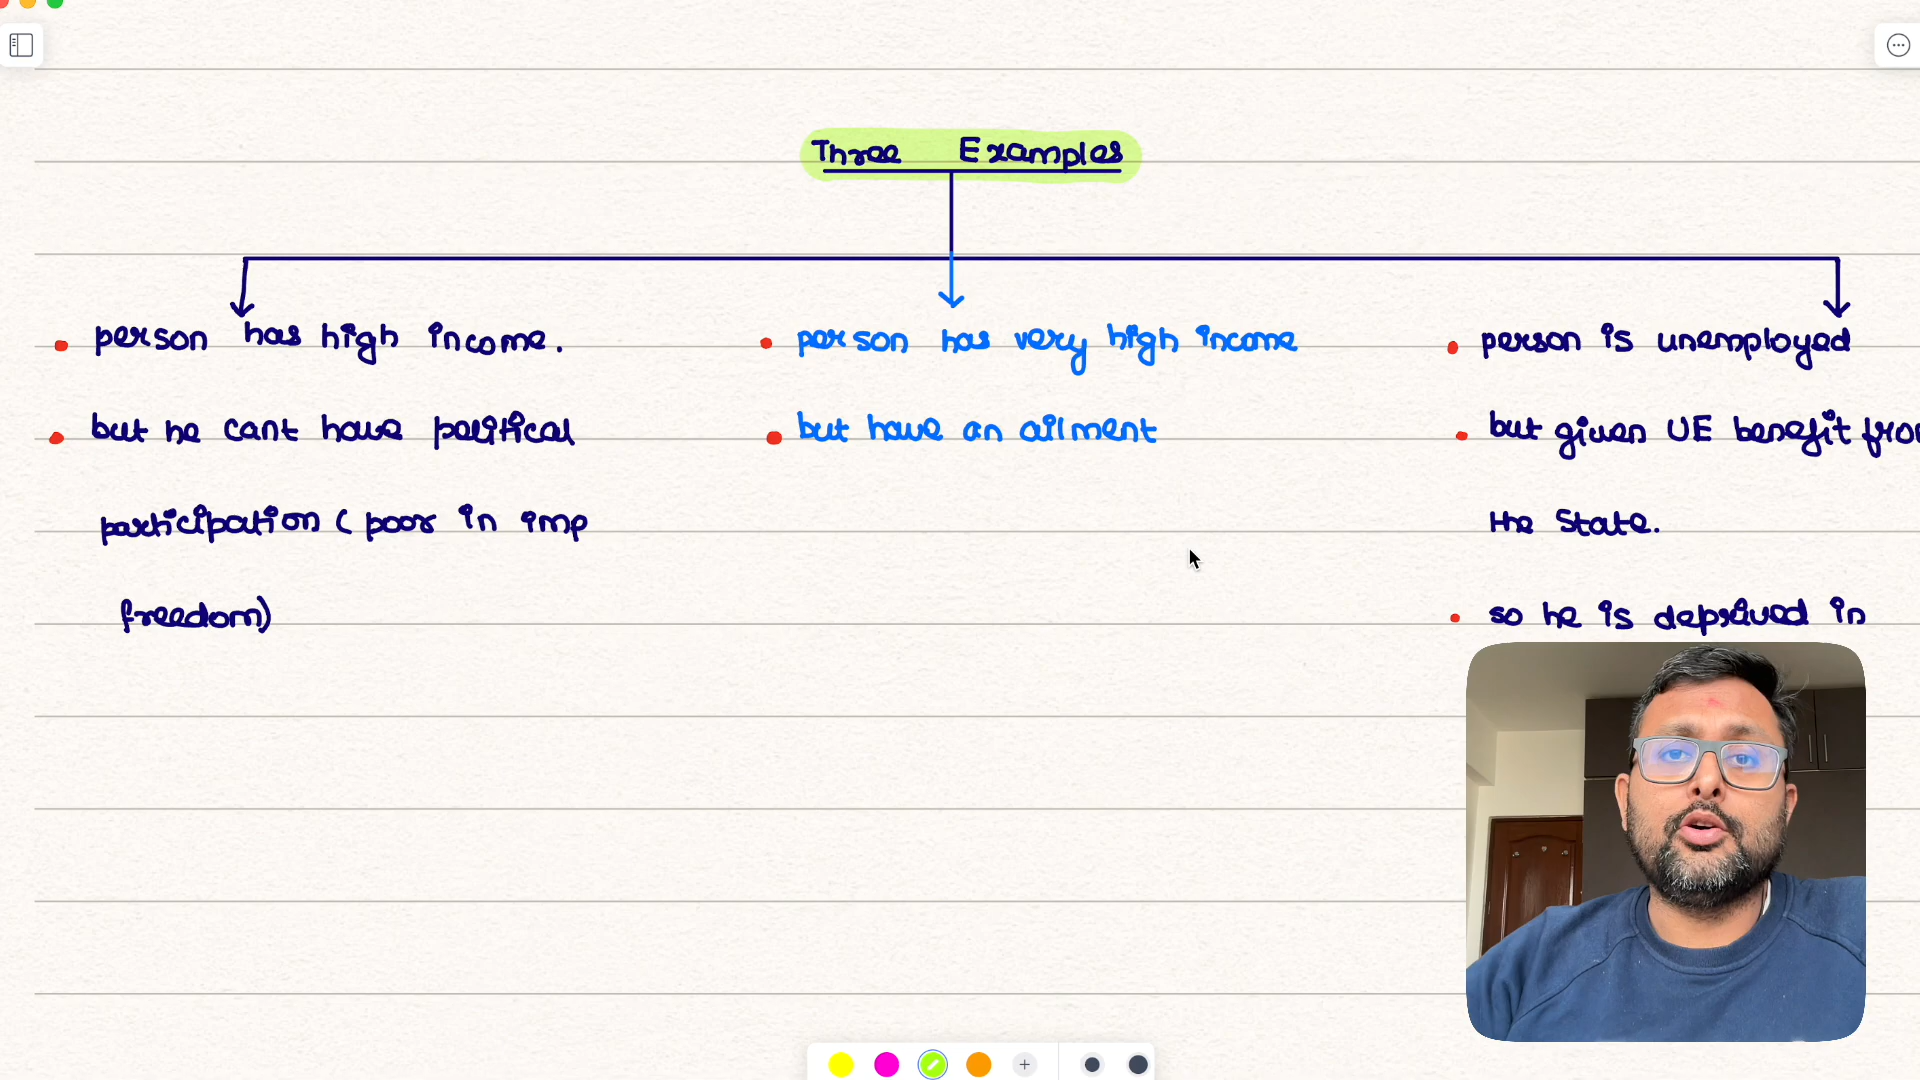 Three Examples
• person has high income.
• but he cant have political
participation ( poor in imp
freedom)
• person has very high income
• but have an ailment
• person is unemployed
• but given UE benefit from
the State.
• so he is deprived in